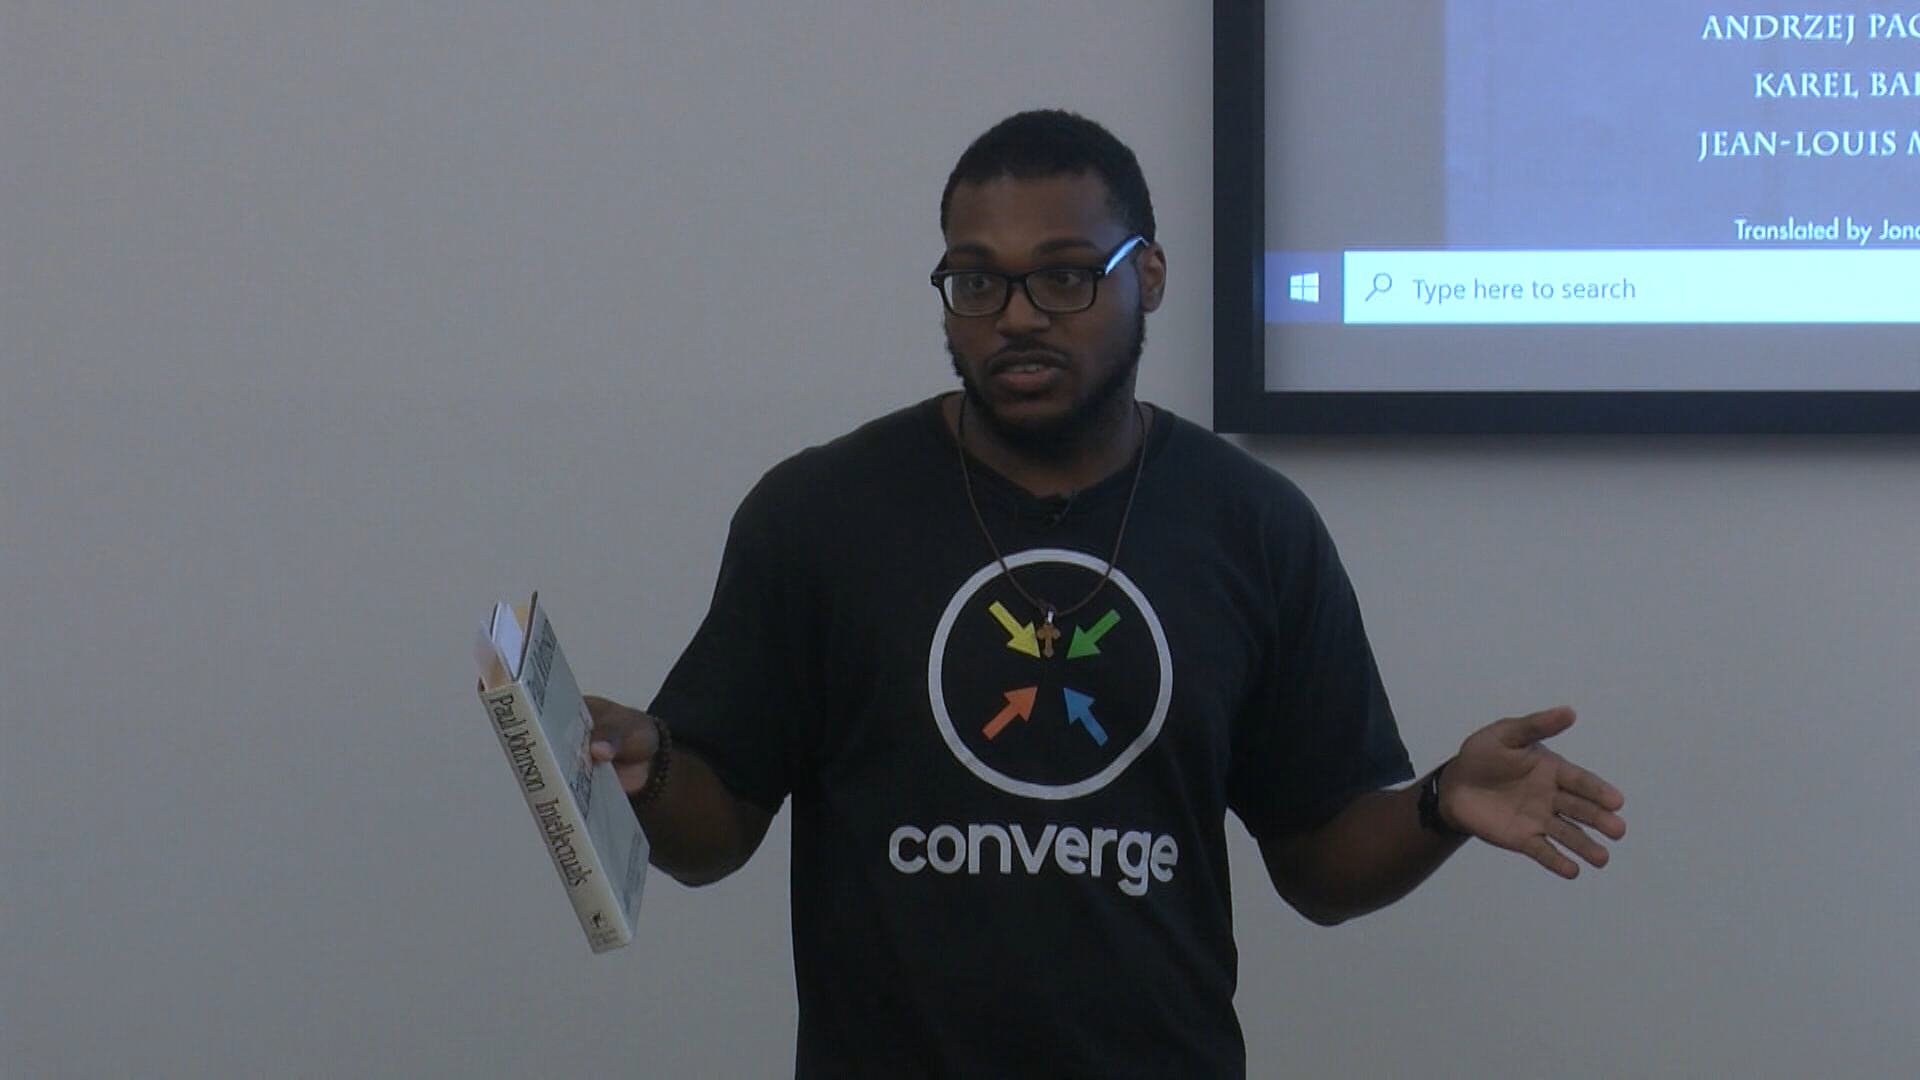 ANDRZEJ
KAREL
JEAN-LOUIS
Translated by
Type here to search
converge
Paul Johnson Intellectuals